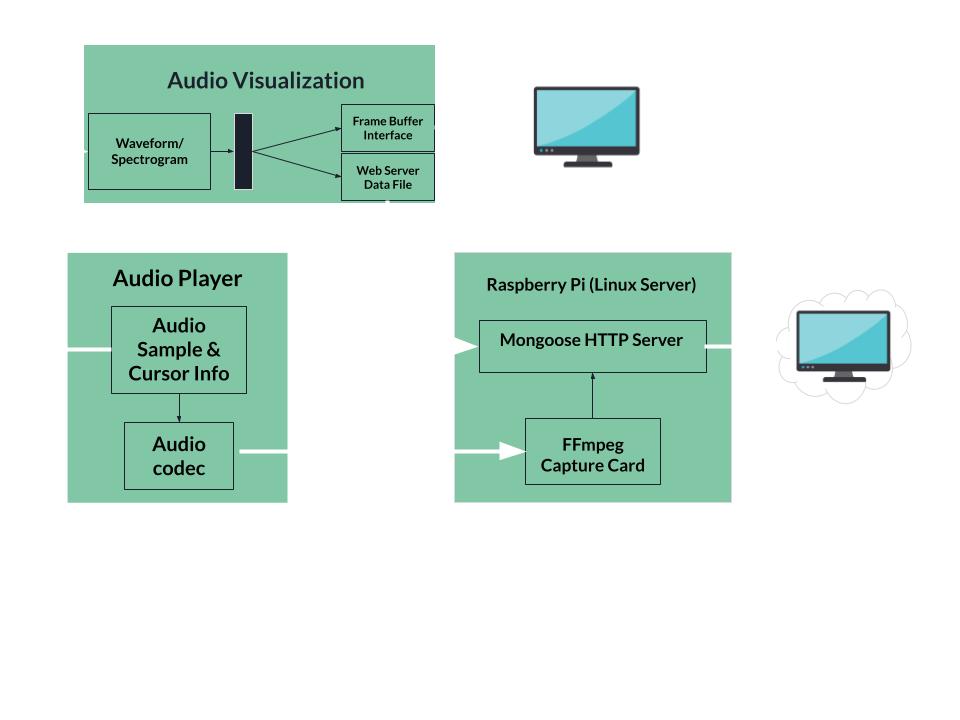 Audio Visualization
Waveform/
Spectrogram
Frame Buffer
Interface
Web Server
Data File
Audio Player
Audio
Sample &
Cursor Info
Audio
codec
Raspberry Pi (Linux Server)
Mongoose HTTP Server
FFmpeg
Capture Card